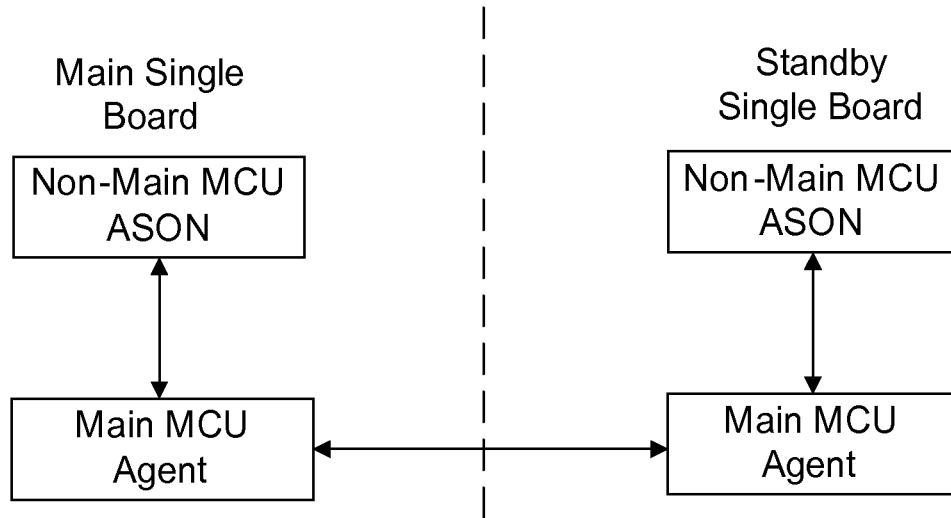 Main Single
Board
Non-Main MCU
ASON
Main MCU
Agent
Standby
Single Board
Non-Main MCU
ASON
Main MCU
Agent